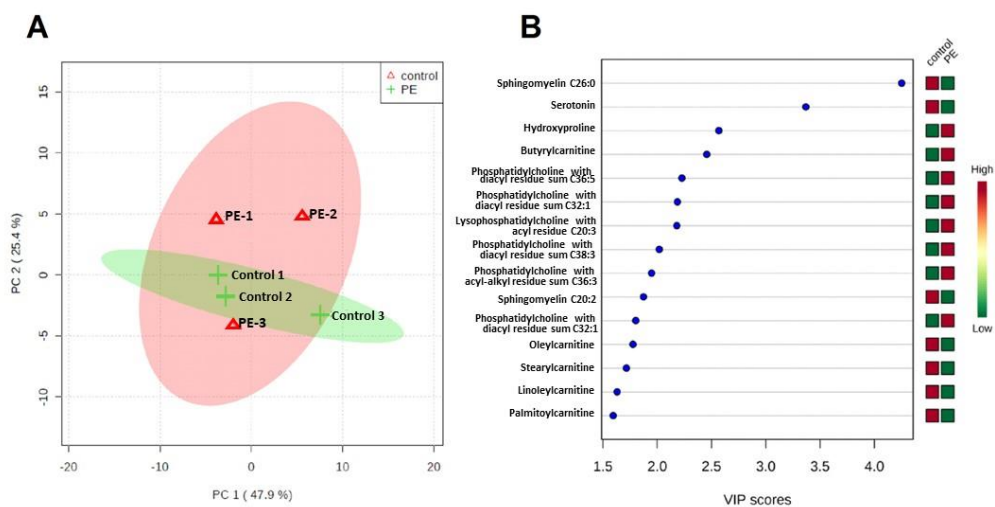 A
B
control
PE
15
10
5
0
-5
-10
-20
-10
0
10
20
PC 2 ( 25.4 %)
PC 1 ( 47.9 %)
PE-1
PE-2
Control 1
Control 2
Control 3
PE-3
control
PE
Sphingomyelin C26:0
Serotonin
Hydroxyproline
Butyrylcarnitine
Phosphatidylcholine with
diacyl residue sum C36:5
Phosphatidylcholine with
diacyl residue sum C32:1
Lysophosphatidylcholine with
acyl residue C20:3
Phosphatidylcholine with
diacyl residue sum C38:3
Phosphatidylcholine with
acyl-alkyl residue C36:3
Sphingomyelin C20:2
Phosphatidylcholine with
diacyl residue sum C32:1
Oleylcarnitine
Stearylcarnitine
Linoleylcarnitine
Palmitoylcarnitine
1.5
2.0
2.5
3.0
3.5
4.0
VIP scores
High
Low